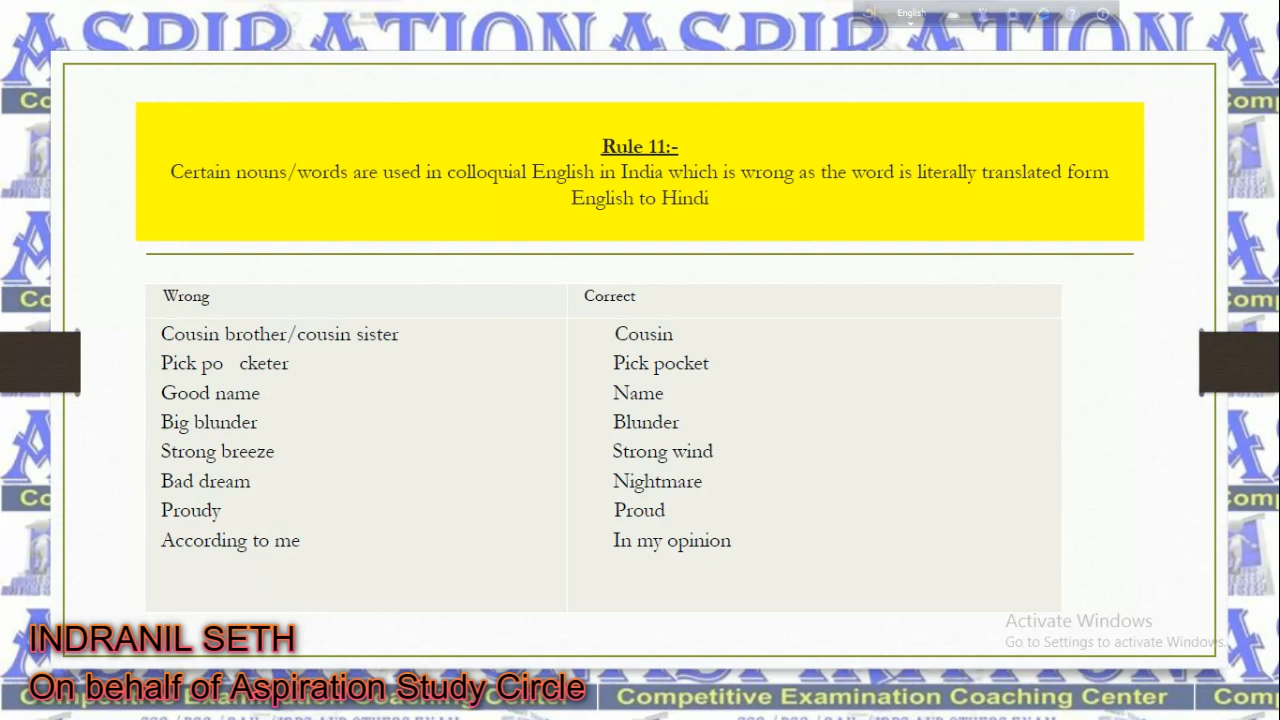 ASPIRATION ASPIRATION
English
Rule 11:-
Certain nouns/words are used in colloquial English in India which is wrong as the word is literally translated form
English to Hindi
Wrong Correct
Cousin brother/cousin sister Cousin
Pick po cketer Pick pocket
Good name Name
Big blunder Blunder
Strong breeze Strong wind
Bad dream Nightmare
Proudy Proud
According to me In my opinion
Activate Windows
Go to Settings to activate Windows.
INDRANIL SETH
On behalf of Aspiration Study Circle
Competitive Examination Coaching Center